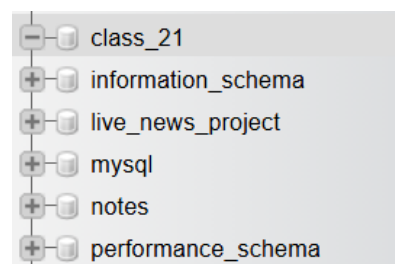 class_21
information_schema
live_news_project
mysql
notes
performance_schema